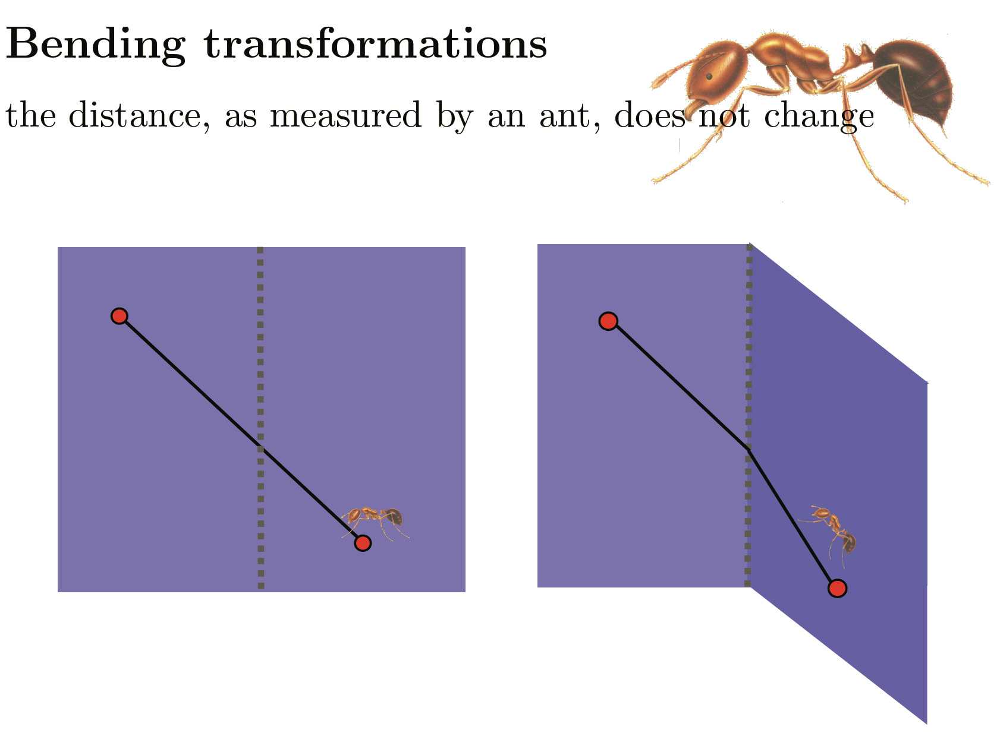 Bending transformations
the distance, as measured by an ant, does not change